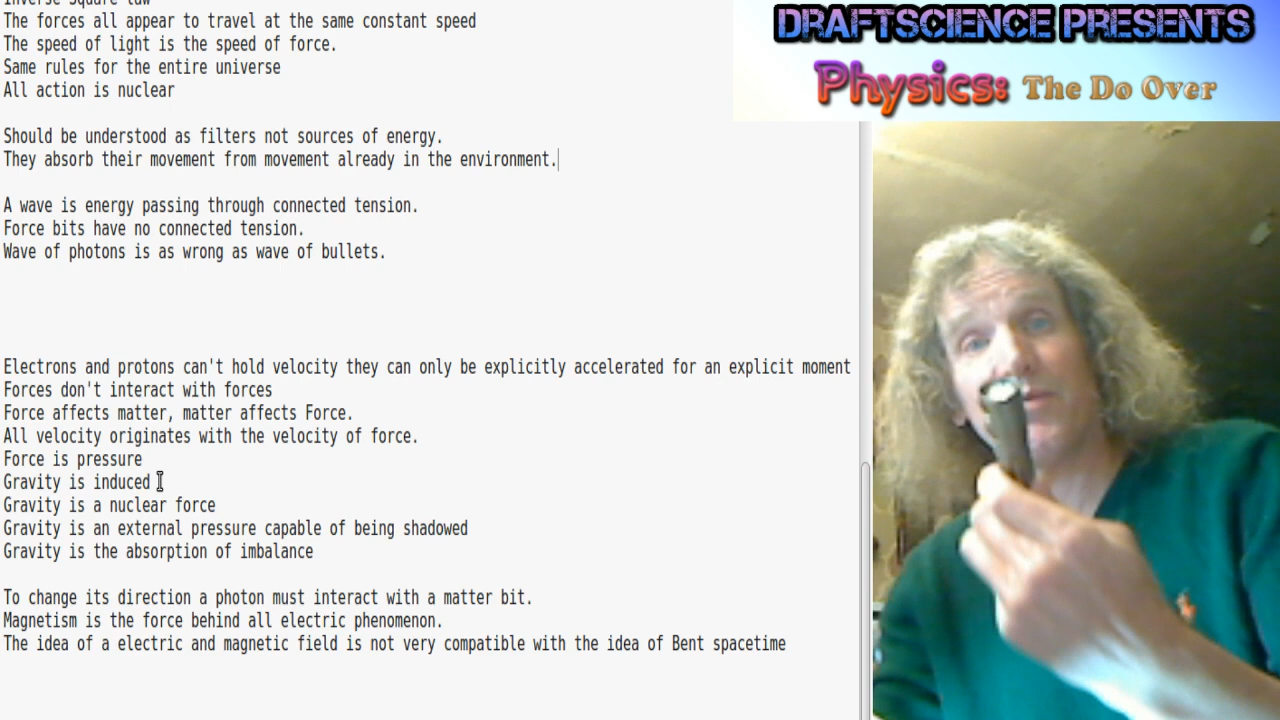 Inverse Square law
The forces all appear to travel at the same constant speed
The speed of light is the speed of force.
Same rules for the entire universe
All action is nuclear
Should be understood as filters not sources of energy.
They absorb their movement from movement already in the environment.
A wave is energy passing through connected tension.
Force bits have no connected tension.
Wave of photons is as wrong as wave of bullets.
Electrons and protons can't hold velocity they can only be explicitly accelerated for an explicit moment
Forces don't interact with forces
Force affects matter, matter affects Force.
All velocity originates with the velocity of force.
Force is pressure
Gravity is induced
Gravity is a nuclear force
Gravity is an external pressure capable of being shadowed
Gravity is the absorption of imbalance
To change its direction a photon must interact with a matter bit.
Magnetism is the force behind all electric phenomenon.
The idea of a electric and magnetic field is not very compatible with the idea of Bent spacetime
DRAFTSCIENCE PRESENTS
Physics: The Do Over